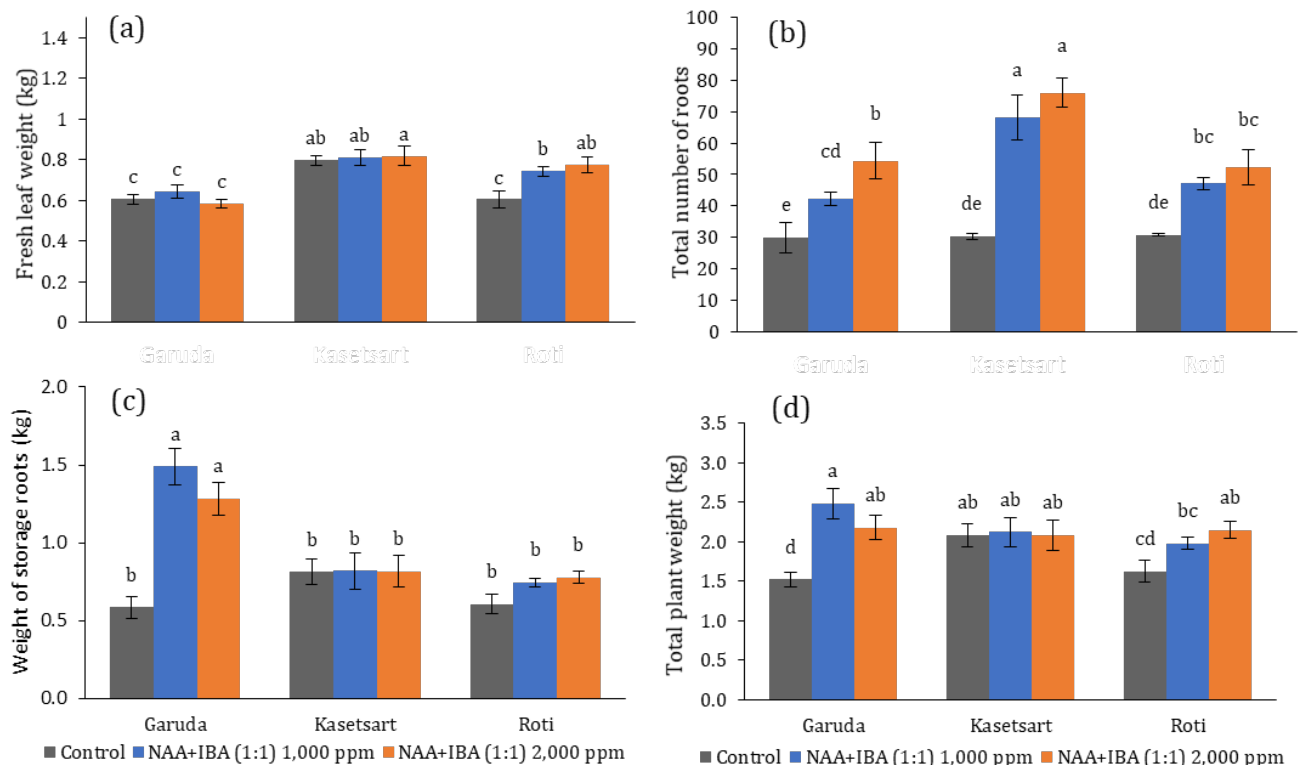 (a)
Fresh leaf weight (kg)
1.4
1.2
1
0.8
0.6
0.4
0.2
0
c c c
ab ab a
c b ab
Garuda Kasetsart Roti
(b)
Total number of roots
100
90
80
70
60
50
40
30
20
10
0
e cd b
de a a
de bc bc
Garuda Kasetsart Roti
(c)
Weight of storage roots (kg)
2.0
1.5
1.0
0.5
0.0
b a a
b b b
b b b
Garuda Kasetsart Roti
Control NAA+IBA (1:1) 1,000 ppm NAA+IBA (1:1) 2,000 ppm
(d)
Total plant weight (kg)
3.5
3.0
2.5
2.0
1.5
1.0
0.5
0.0
d a ab
ab ab ab
cd bc ab
Garuda Kasetsart Roti
Control NAA+IBA (1:1) 1,000 ppm NAA+IBA (1:1) 2,000 ppm